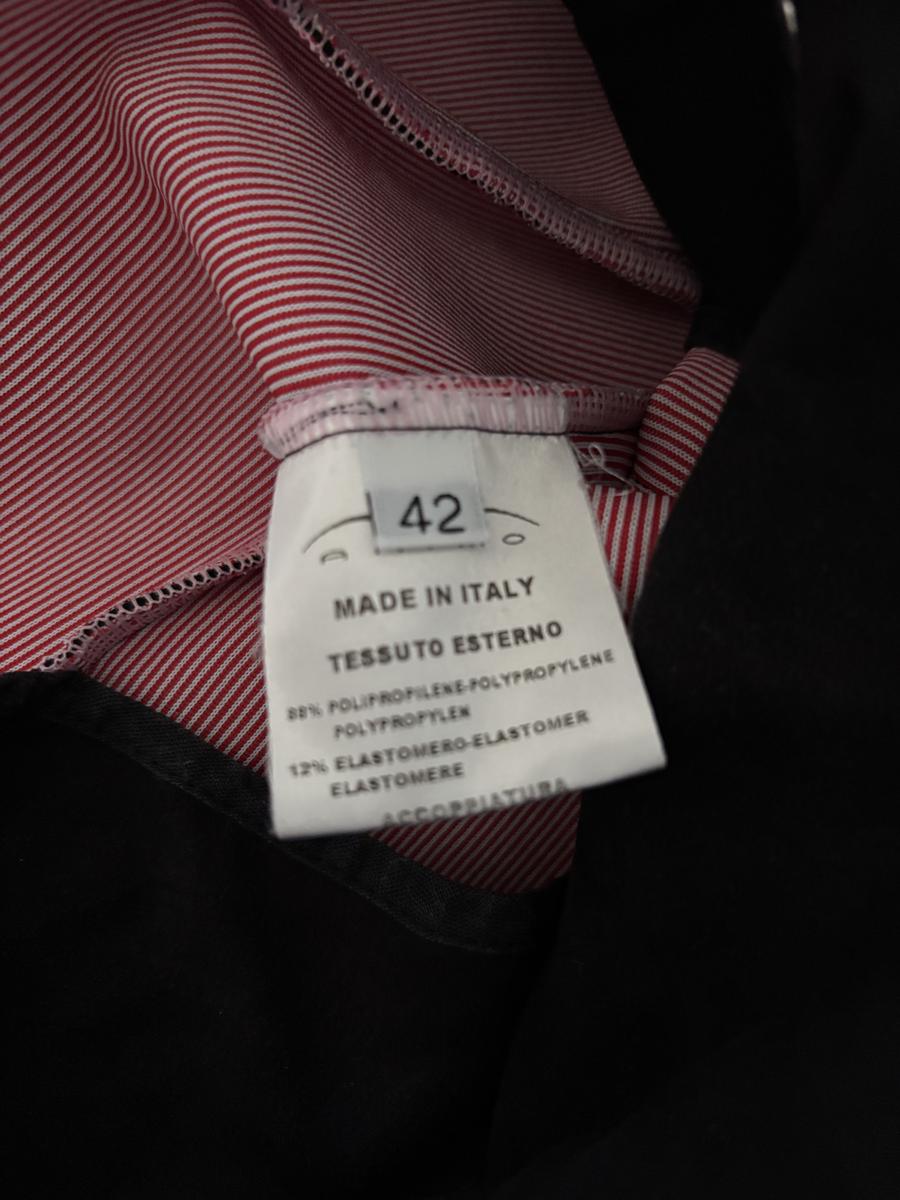 42
MADE IN ITALY
TESSUTO ESTERNO
88% POLIPROPILENE-POLYPROPYLENE
POLYPROPYLEN
12% ELASTOMERO-ELASTOMER
ELASTOMERE
ACCOPPIATURA